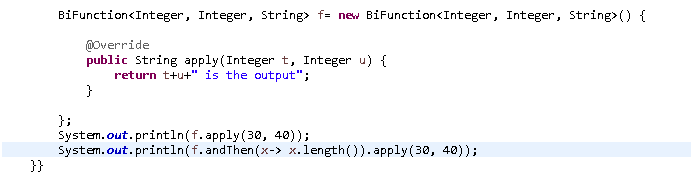 BiFunction<Integer, Integer, String> f= new BiFunction<Integer, Integer, String>() {
@Override
public String apply(Integer t, Integer u) {
return t+u+" is the output";
}
};
System.out.println(f.apply(30, 40));
System.out.println(f.andThen(x-> x.length()).apply(30, 40));
}}